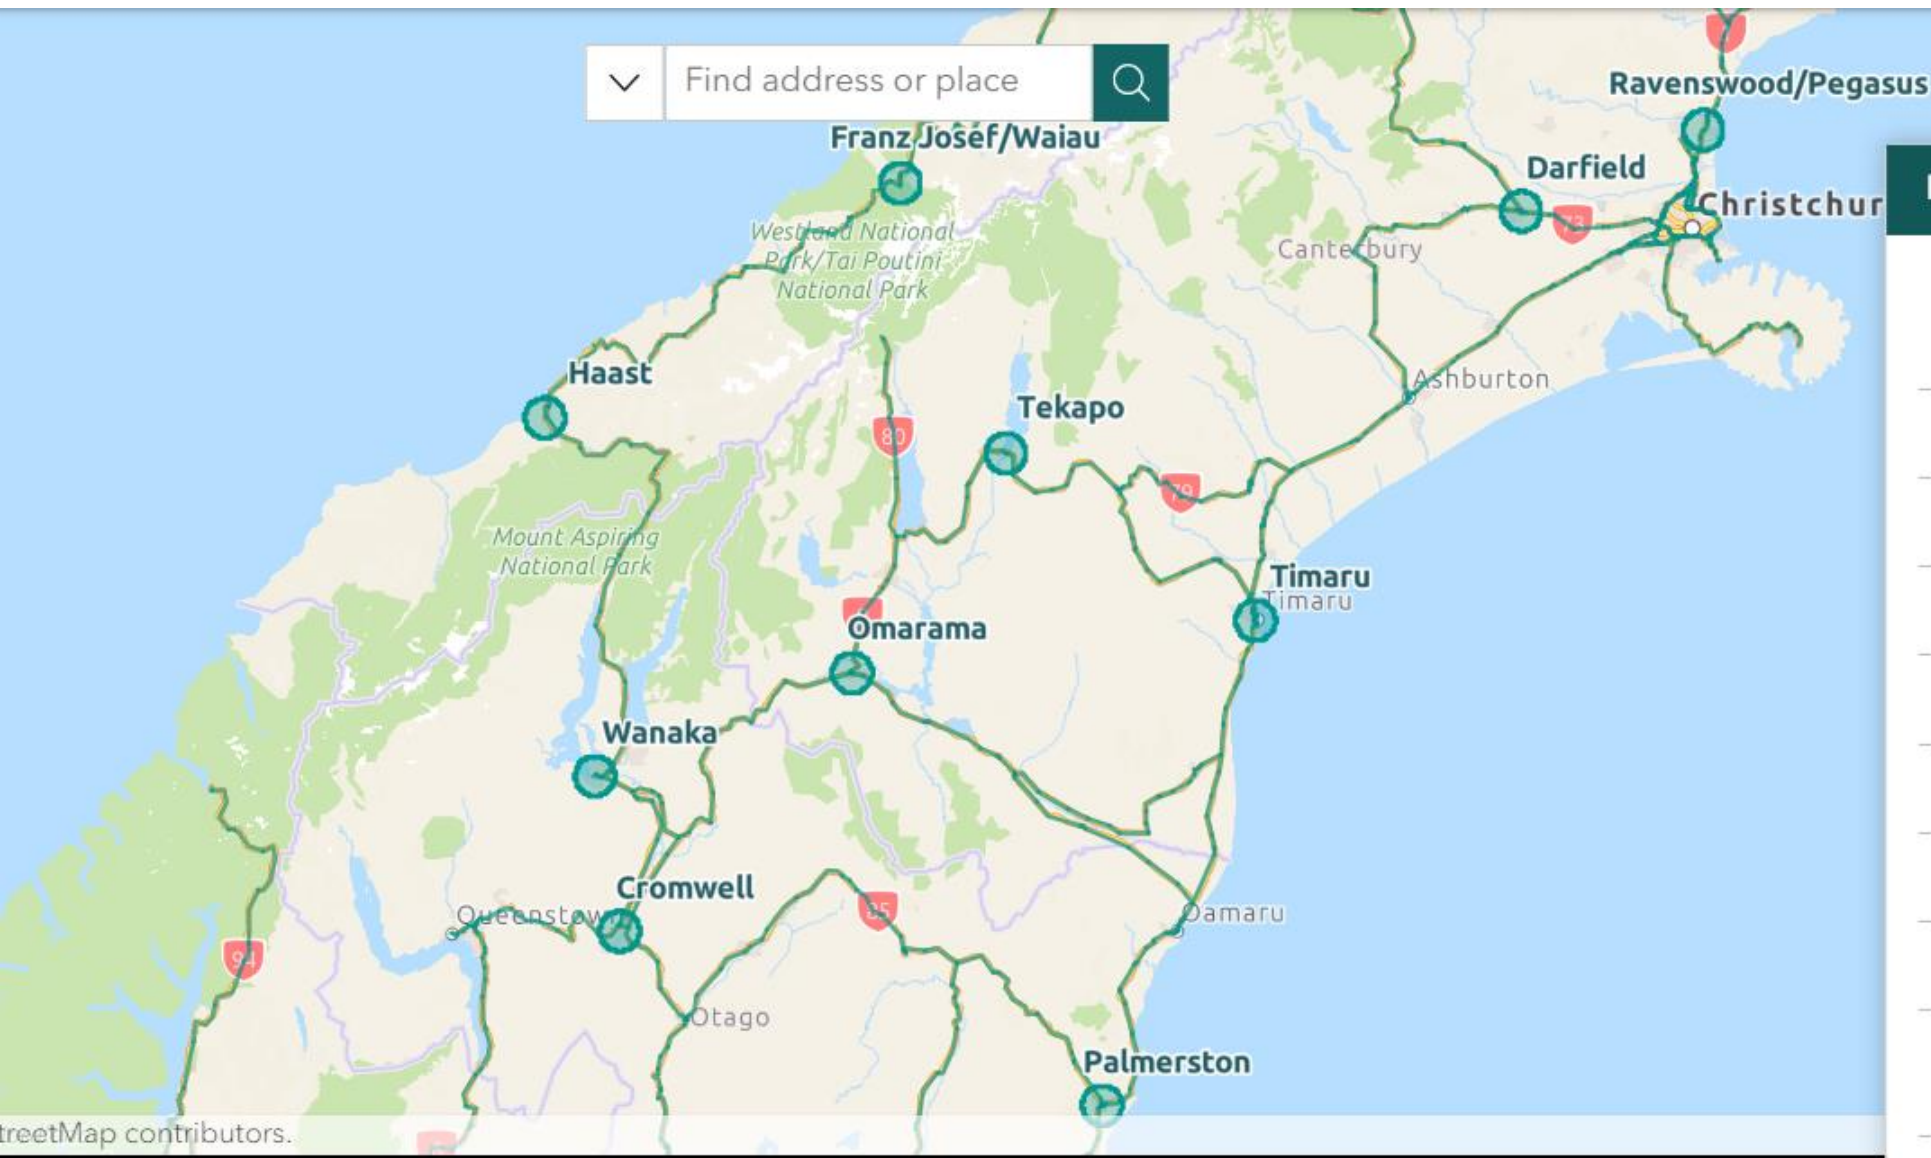 Find address or place
Ravenswood/Pegasus
Franz Josef/Waiau
Darfield
73
Christchur
Westland National
Park/Tai Poutini
National Park
Canterbury
Haast
Ashburton
Tekapo
80
79
Mount Aspiring
National Park
Timaru
Timaru
Omarama
Wanaka
Cromwell
85
Queenstow
Oamaru
94
Otago
Palmerston
treetMap contributors.